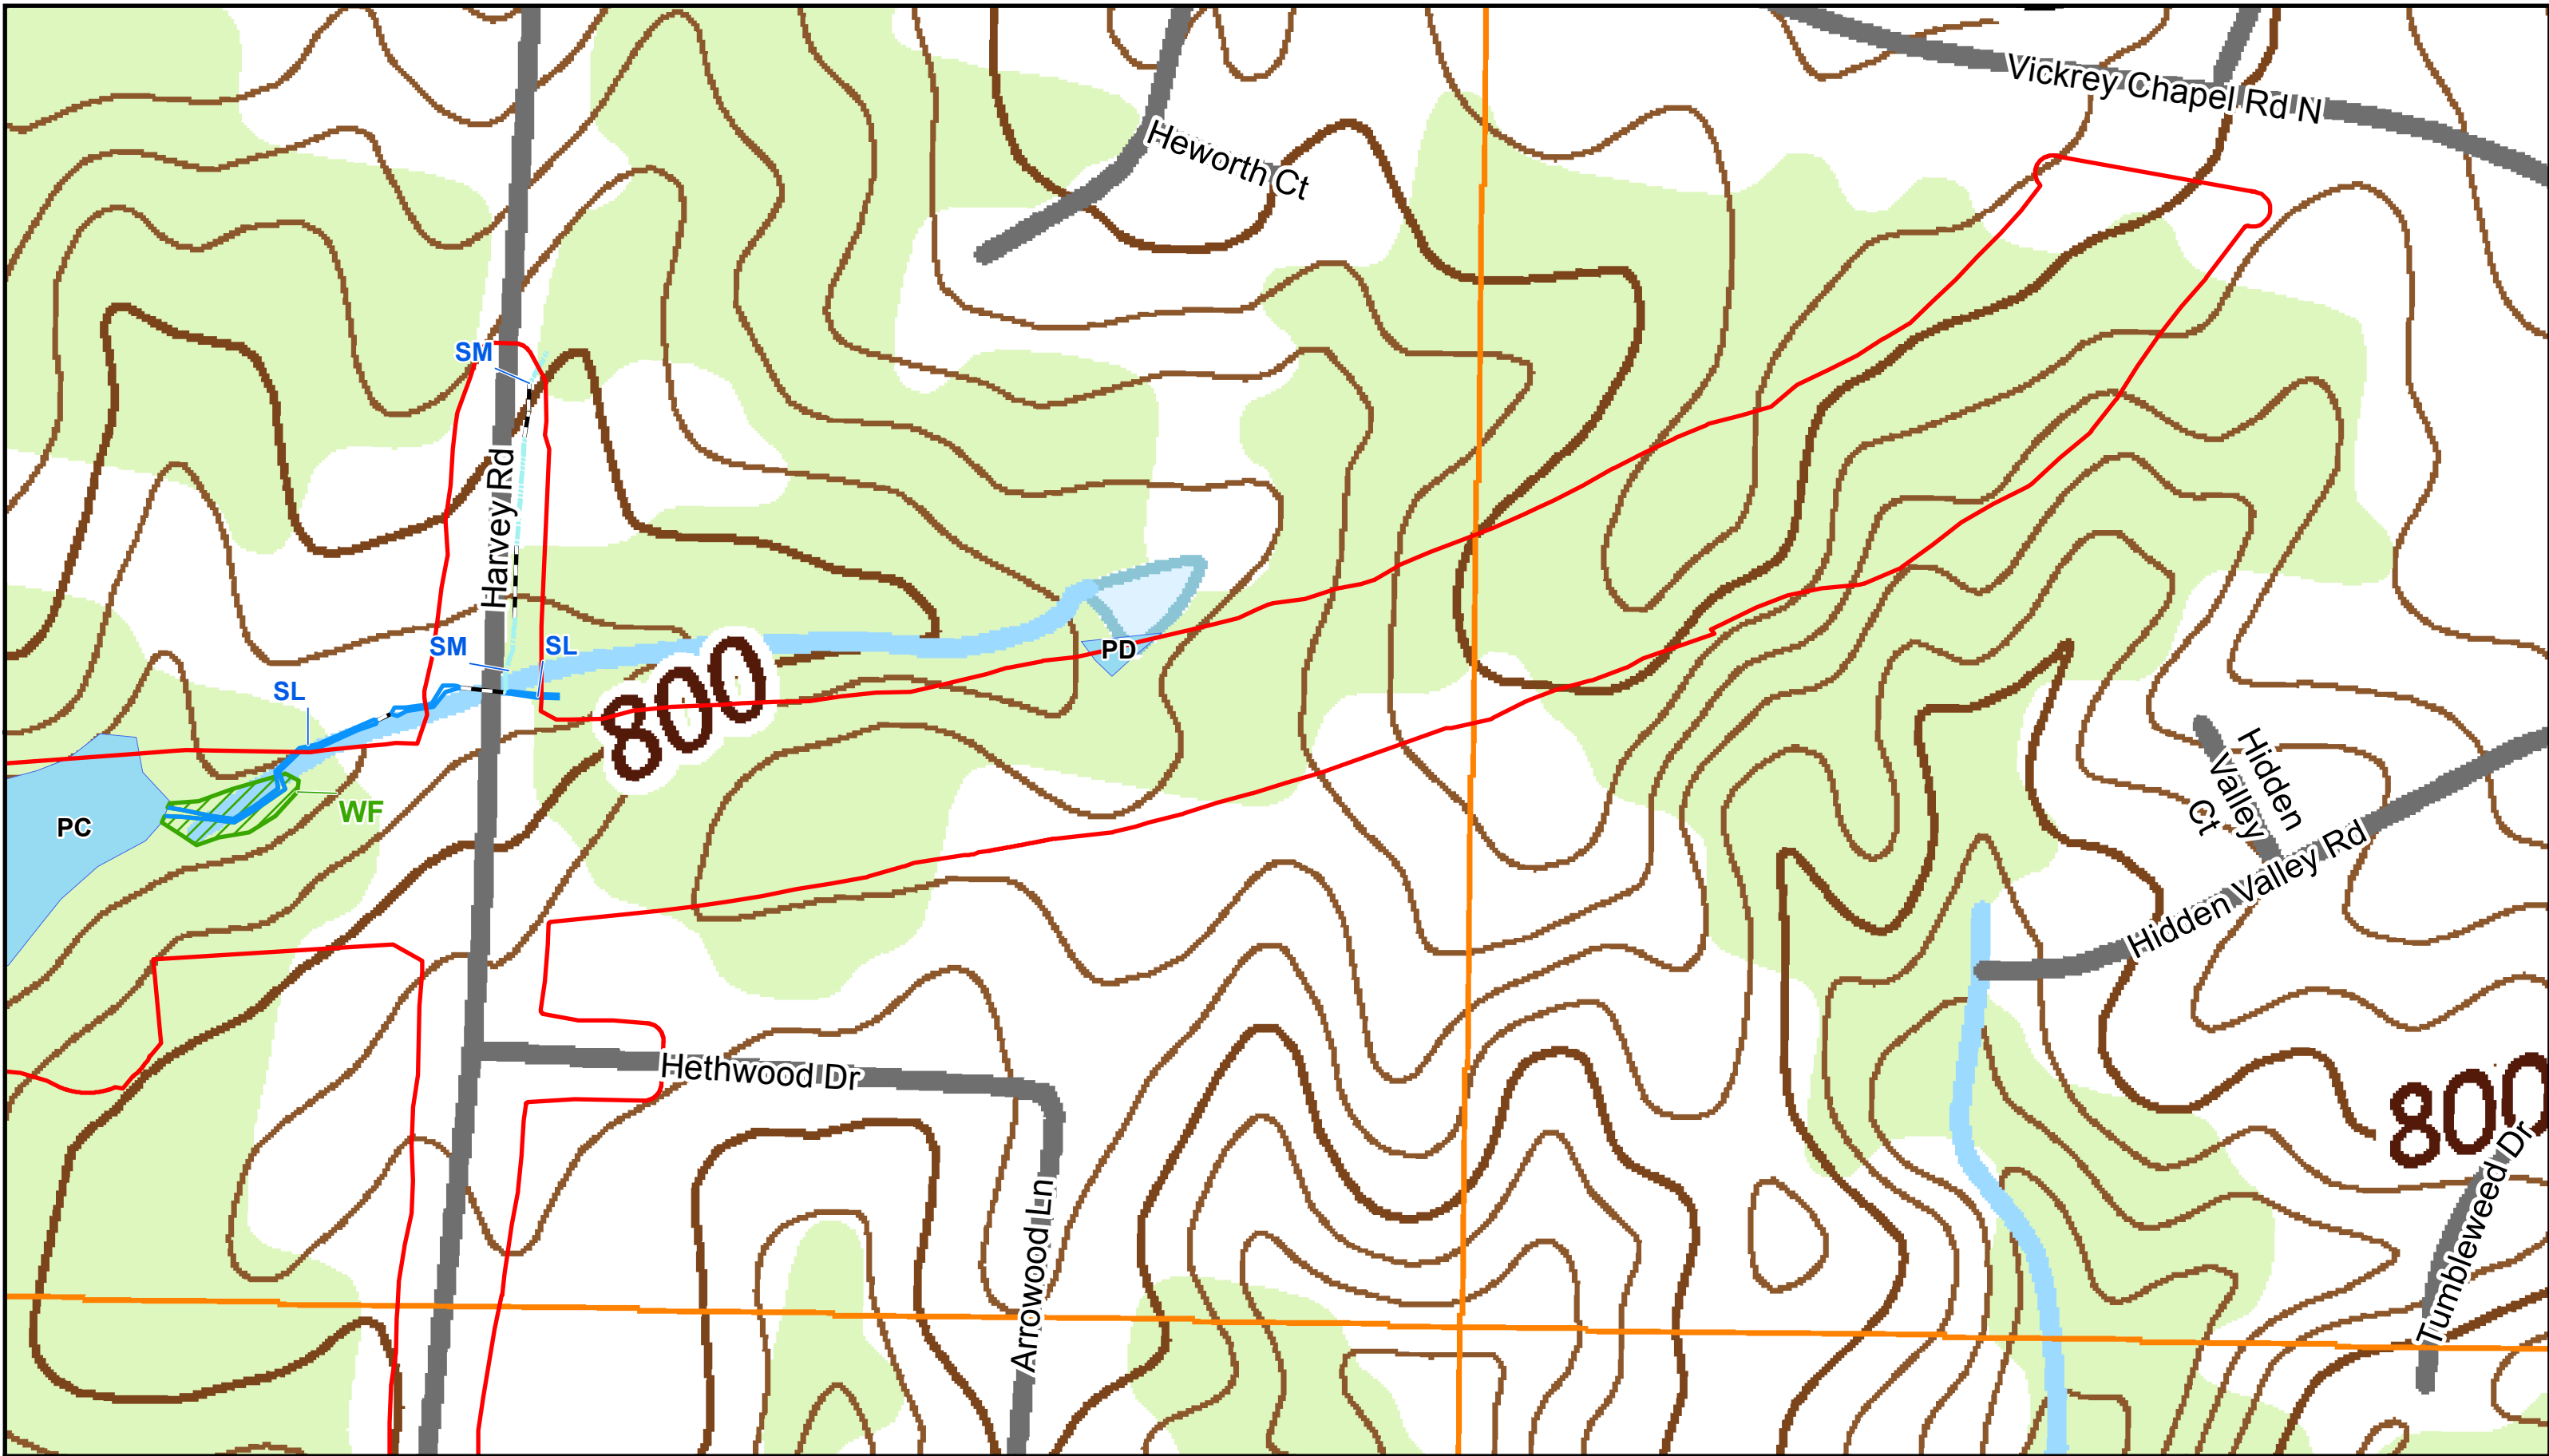 Vickrey Chapel Rd N
Heworth Ct
SM
Harvey Rd
SM
SL
PD
SL
800
Hidden
Valley
Ct
PC
WF
Hidden Valley Rd
Hethwood Dr
800
Tumbleweed Dr
Arrowood Ln